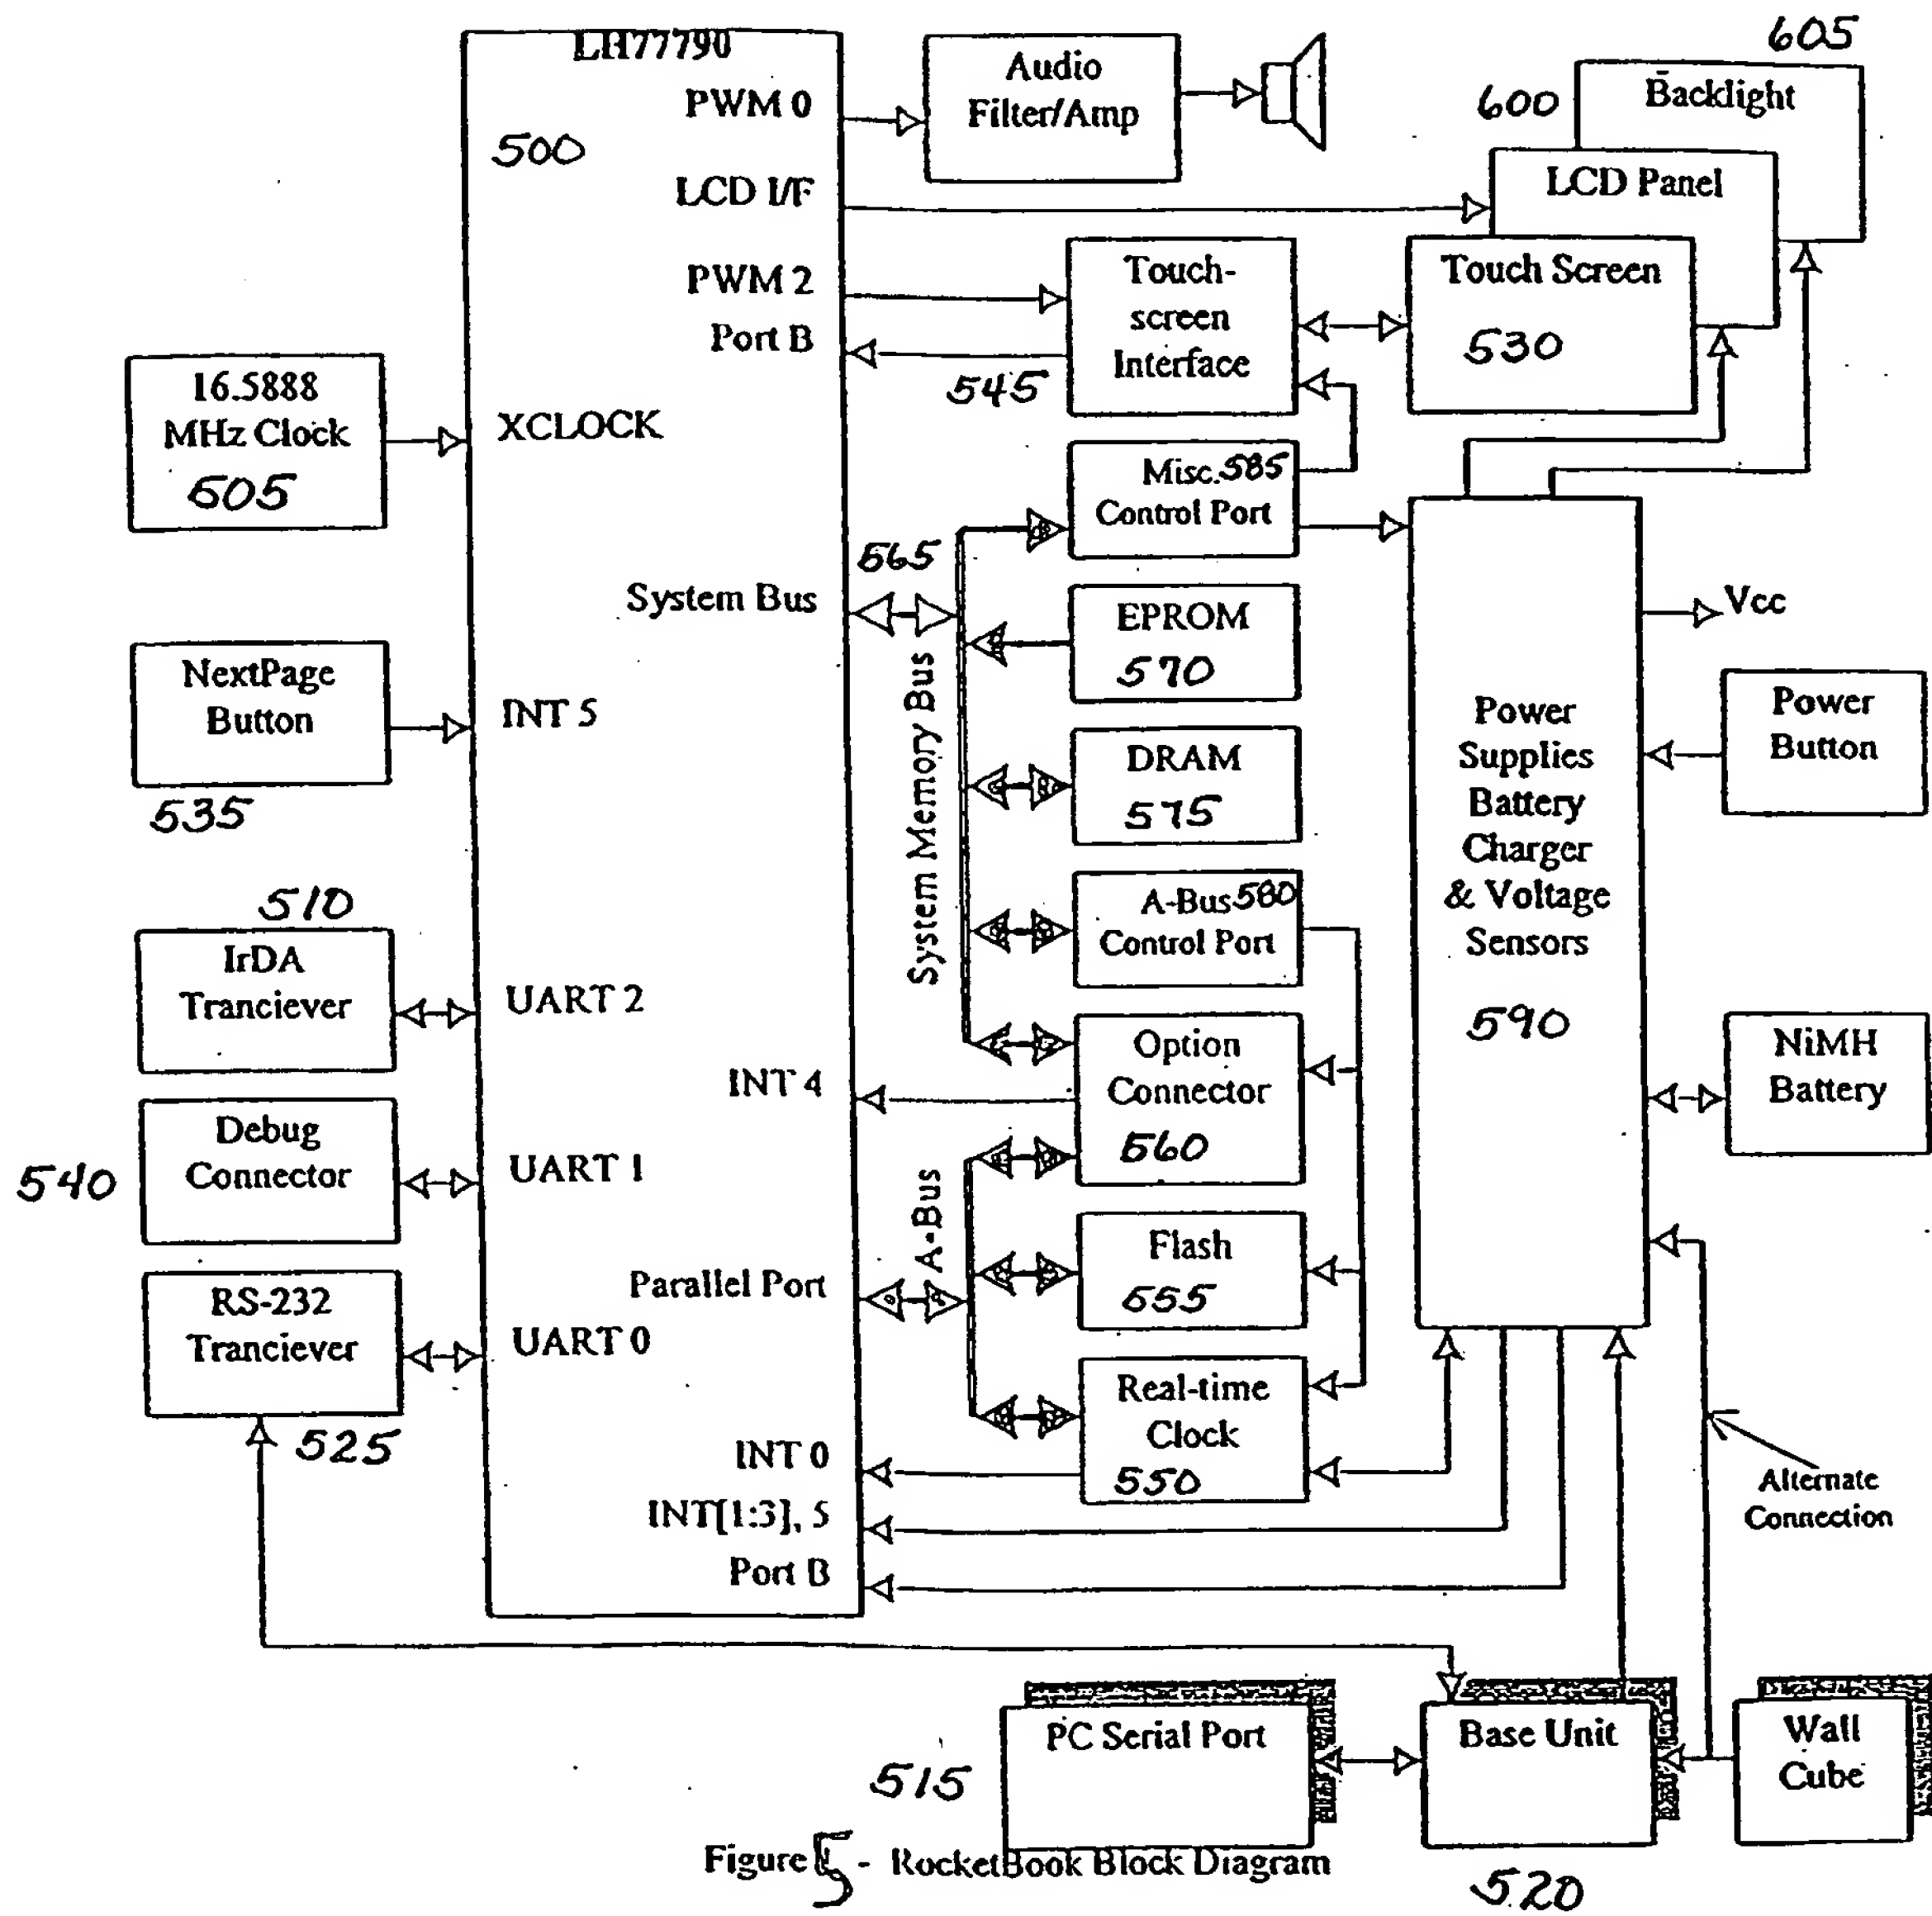 605
LH77790
Audio
Filter/Amp
Backlight
600
PWM 0
500
LCD Panel
LCD I/F
PWM 2
Touch-
screen
Interface
Touch Screen
530
Port B
545
16.5888
MHz Clock
505
XCLOCK
Misc. 585
Control Port
565
System Bus
EPROM
570
Vcc
NextPage
Button
535
INT 5
System Memory Bus
DRAM
575
Power
Supplies
Battery
Charger
& Voltage
Sensors
590
Power
Button
510
IrDA
Tranciever
A-Bus 580
Control Port
UART 2
Option
Connector
560
NiMH
Battery
INT 4
Debug
Connector
540
UART 1
A-Bus
Flash
555
Parallel Port
RS-232
Tranciever
525
UART 0
Real-time
Clock
550
INT 0
INT[1:3], 5
Port B
Alternate
Connection
PC Serial Port
515
Base Unit
520
Wall
Cube
Figure 5 - RocketBook Block Diagram